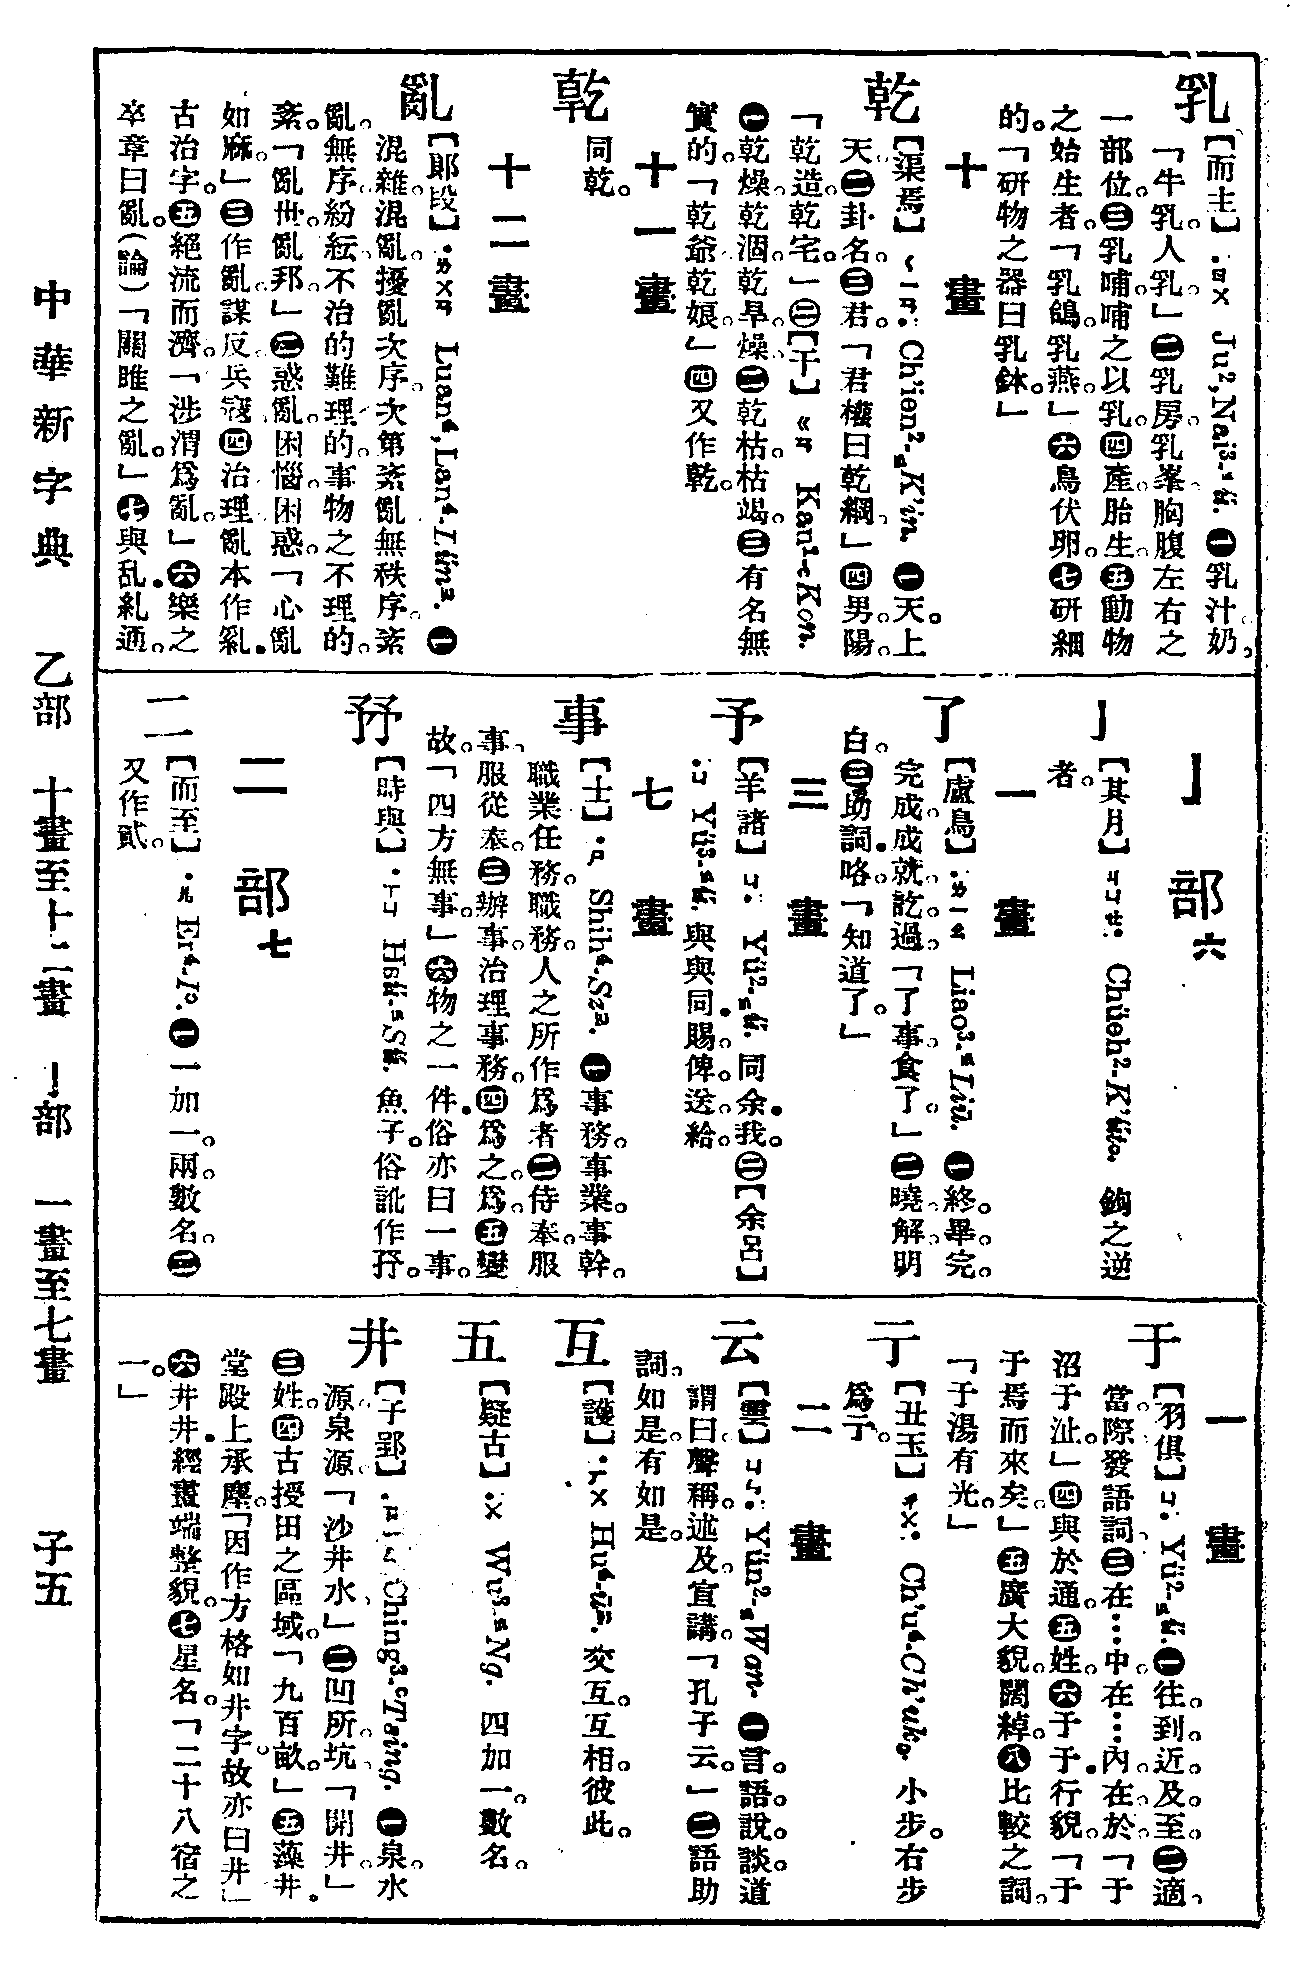 乳
【而主】.ㄖㄨ Ju²,Nai³-ᵘü. ㊀乳汁奶。
「牛乳。人乳。」㊁乳房。乳峯。胸腹左右之
一部位。㊂乳哺。哺之以乳。㊃產。胎生。㊄動物
之始生者。「乳鴿。乳燕。」㊅鳥伏卵。㊆研細
的。「研物之器曰乳鉢。」
十畫
乾
【渠焉】ㄑㄧㄢ. Ch'ien²-K'in. ㊀天。上
天。㊁卦名。㊂君。「君權曰乾綱。」㊃男。陽。
「乾造。乾宅。」㊁【干】ㄍㄢ Kan¹-Kön.
㊀乾燥。乾涸。乾旱。燥。㊁乾枯。枯竭。㊂有名無
實的。「乾爺。乾娘。」㊃又作乾。
十一畫
乾
同乾。
十二畫
亂
【郞段】.ㄌㄨㄢ Luan⁴,Lan⁴-Lün³. ㊀
混雜。混亂。擾亂次序。次第紊亂。無秩序。紊
亂。無序。紛紜。不治的。難理的。事物之不理的。
紊。「亂世。亂邦。」㊁惑亂。困惱。困惑。「心亂
如麻。」㊂作亂。謀反。兵寇。㊃治理。亂本作𠮗.
古治字。㊄絕流而濟。「涉渭爲亂。」㊅樂之
卒章曰亂。(論)「關雎之亂。」㊆與乱.乿通。
亅部六
亅
【其月】ㄐㄩㄝ. Chüeh²-K'üto. 鉤之逆
者。
一畫
了
【盧鳥】.ㄌㄧㄠ Liao³-Liü. ㊀終。畢。完。
完成。成就。訖。過。「了事。食了。」㊁曉解。明
白。㊂助詞。咯。「知道了。」
三畫
予
【羊諸】ㄩ. Yü²-ᵘü. 同余.我。㊁【余呂】
.ㄩ Yü³-ᵘü. 與。與同.賜。俾。送。給。
七畫
事
【士】.ㄕ Shih⁴-Sz². ㊀事務。事業。事幹。
職業。任務。職務。人之所作爲者。㊁侍奉。服
事。服從。奉。㊂辦事。治理事務。㊃爲之。爲。㊄變
故。「四方無事。」㊅物之一件.俗亦曰一事。
㐨
【時與】.ㄒㄩ Hsü-Sü. 魚子。俗訛作㐨。
二部七
二
【而至】.ㄦ Er⁴-I°. ㊀一加一。兩。數名。㊁
又作貳。
一畫
于
【羽俱】ㄩ. Yü²-ᵘü. ㊀往。到。近。及。至。㊁適
當。際。發語詞。㊂在…中。在…內。在。於。「于
沼于沚。」㊃與於通。㊄姓。㊅于于.行貌。「于
于焉而來矣。」㊄廣大貌。闊綽。㊇比較之詞。
「于湯有光。」
亍
【丑玉】ㄔㄨ. Ch'u⁴-Ch'uk。 小步。右步
爲亍。
二畫
云
【雲】ㄩㄣ. Yün²-Wan. ㊀言。語。說。談。道。
謂。曰。聲稱。述及。宣講。「孔子云。」㊁語助
詞。如是。有如是。
互
【護】.ㄏㄨ Hu⁴-ü². 交互。互相。彼此。
五
【疑古】.ㄨ Wu³-Ng. 四加一。數名。
井
【子郢】.ㄐㄧㄥ Ching³-Tsing. ㊀泉水。
源泉。源。「沙井水。」㊁凹所。坑。「開井。」
㊂姓。㊃古授田之區域。「九百畝。」㊄藻井.
堂殿上承塵。「因作方格如井字。故亦曰井」
㊅井井.經畫端整貌。㊆星名。「二十八宿之
一。」
中華新字典 乙部 十畫至十二畫 亅部 一畫至七畫 子五